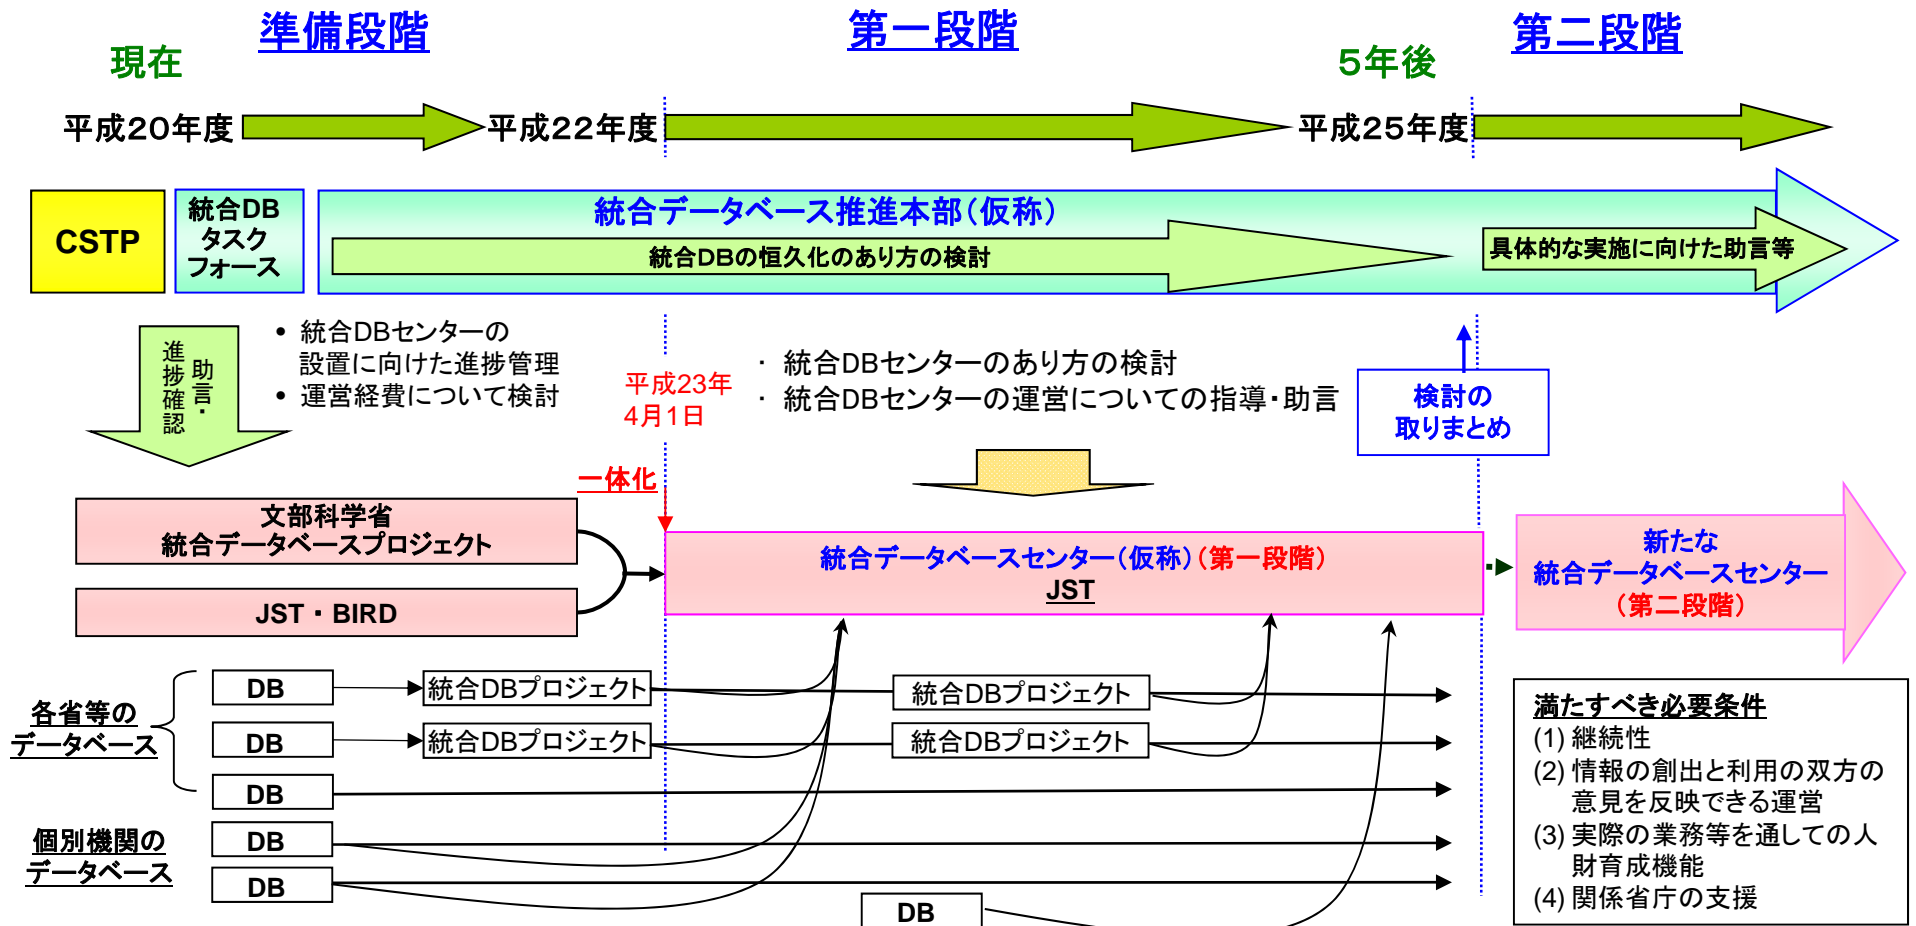 準備段階
第一段階
第二段階
現在
5年後
平成20年度
平成22年度
平成25年度
CSTP
統合DB
タスク
フォース
統合データベース推進本部(仮称)
統合DBの恒久化のあり方の検討
具体的な実施に向けた助言等
助言・
進捗確認
• 統合DBセンターの
設置に向けた進捗管理
• 運営経費について検討
平成23年
4月1日
・ 統合DBセンターのあり方の検討
・ 統合DBセンターの運営についての指導・助言
検討の
取りまとめ
一体化
文部科学省
統合データベースプロジェクト
JST・BIRD
統合データベースセンター(仮称)(第一段階)
JST
新たな
統合データベースセンター
(第二段階)
各省等の
データベース
DB
統合DBプロジェクト
統合DBプロジェクト
DB
統合DBプロジェクト
統合DBプロジェクト
DB
個別機関の
データベース
DB
DB
DB
満たすべき必要条件
(1) 継続性
(2) 情報の創出と利用の双方の
意見を反映できる運営
(3) 実際の業務等を通しての人
財育成機能
(4) 関係省庁の支援